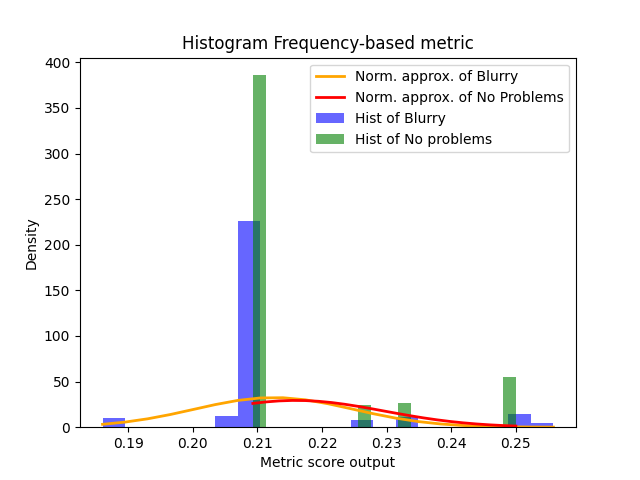 Histogram Frequency-based metric
Norm. approx. of Blurry
Norm. approx. of No Problems
Hist of Blurry
Hist of No problems
400
350
300
250
200
150
100
50
0
Density
0.19 0.20 0.21 0.22 0.23 0.24 0.25
Metric score output